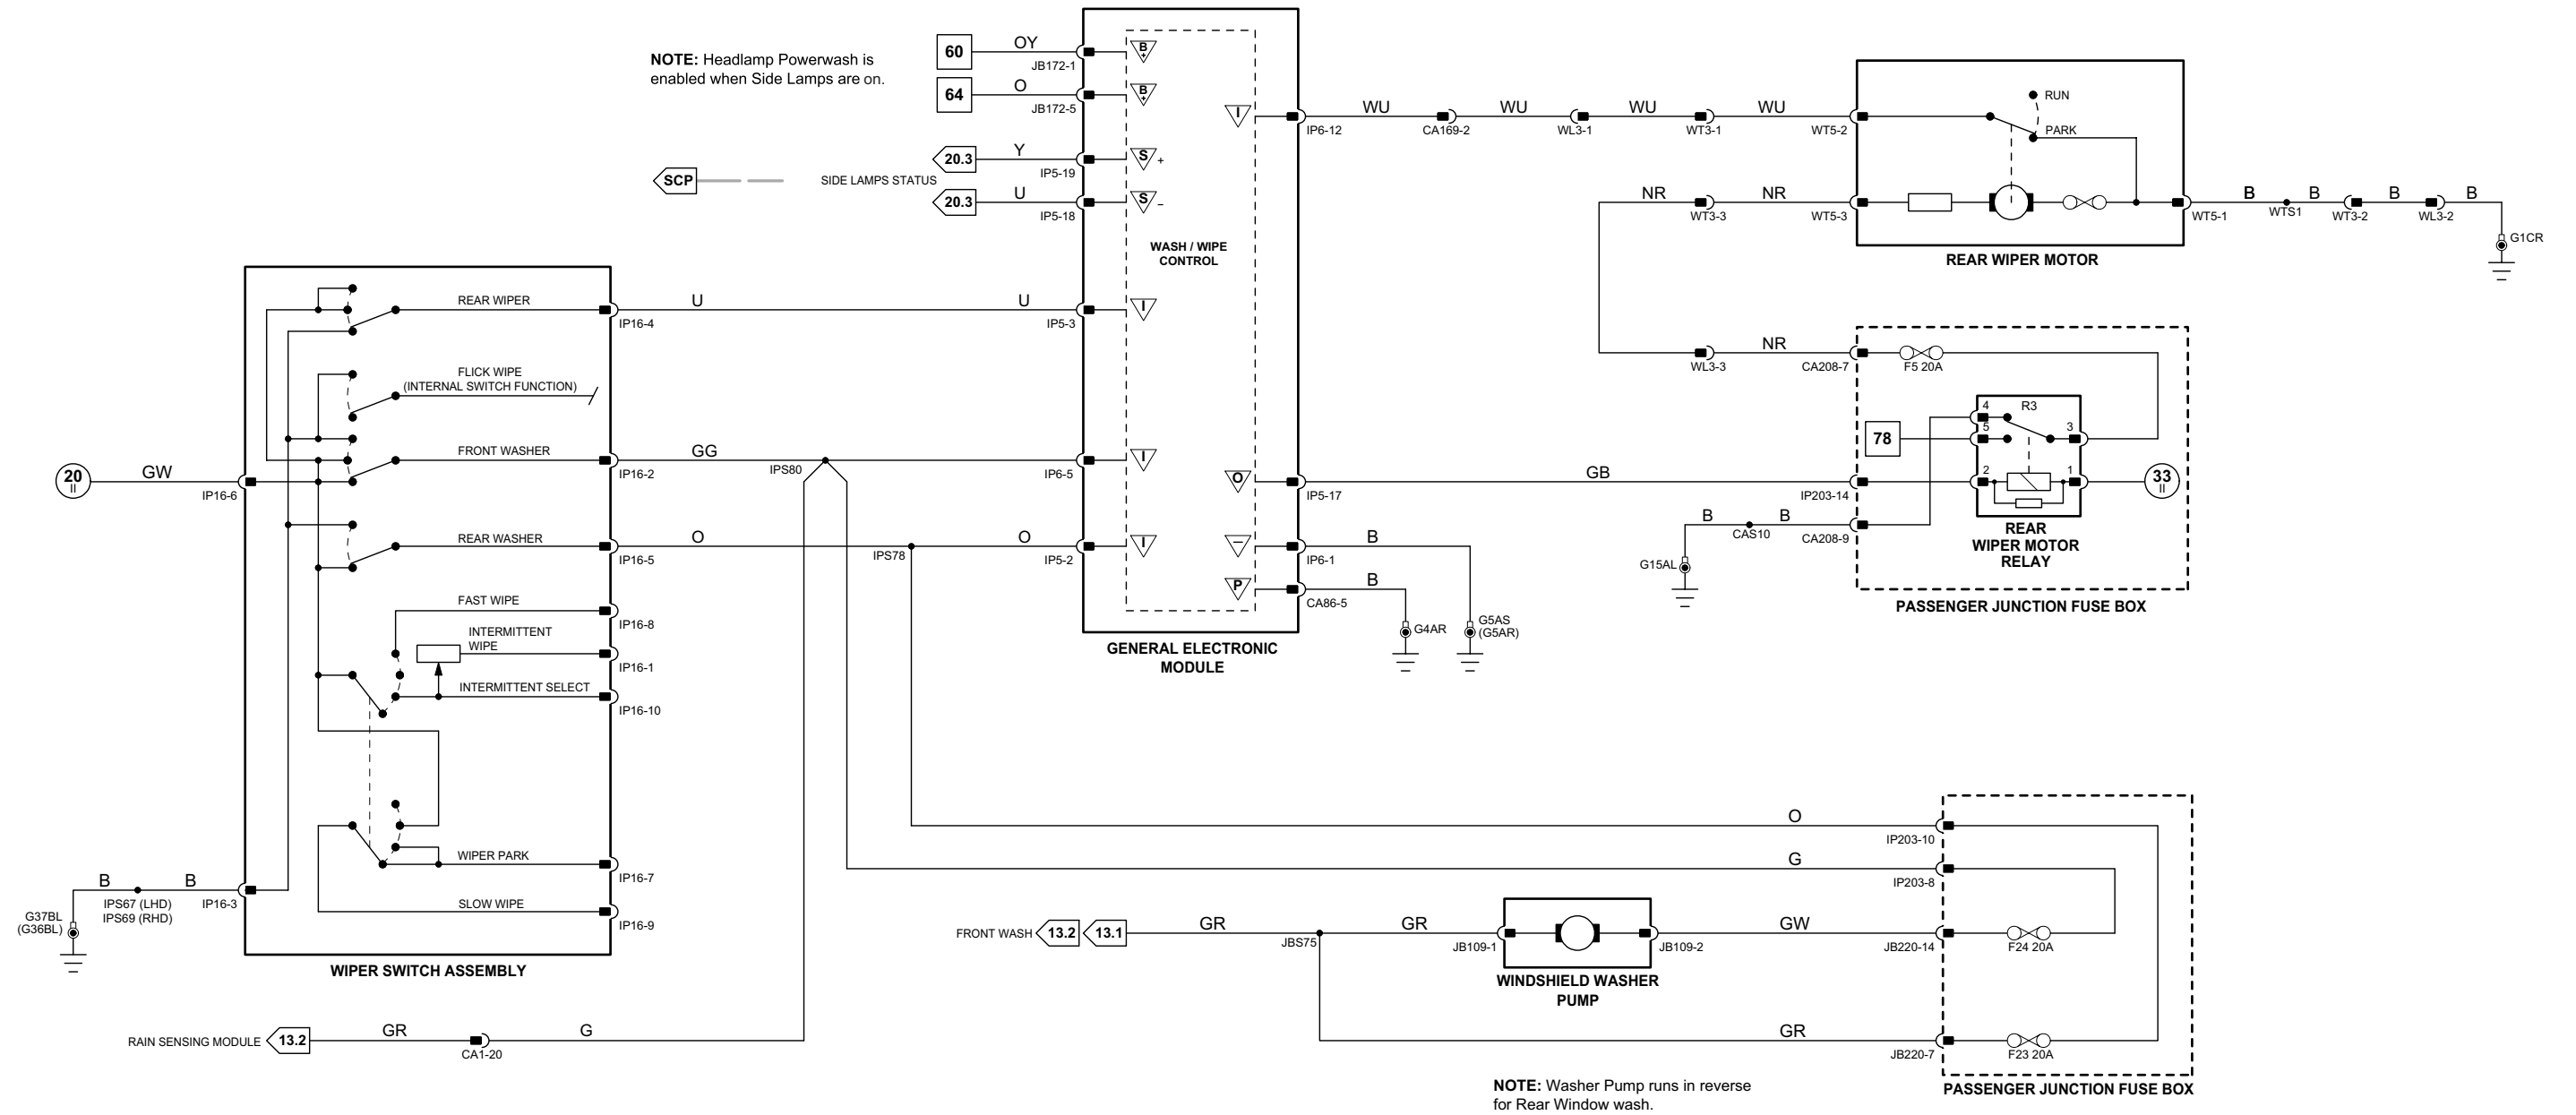 NOTE: Headlamp Powerwash is
enabled when Side Lamps are on.
60
OY
JB172-1
B
+
64
O
JB172-5
B
+
20.3
Y
IP5-19
S
+
SCP
SIDE LAMPS STATUS
20.3
U
IP5-18
S
–
WASH / WIPE
CONTROL
I
IP6-12
WU
CA169-2
WU
WL3-1
WU
WT3-1
WU
WT5-2
RUN
PARK
NR
WT3-3
NR
WT5-3
WT5-1
B
WTS1
B
WT3-2
B
WL3-2
B
G1CR
REAR WIPER MOTOR
REAR WIPER
U
IP16-4
U
IP5-3
I
WL3-3
NR
CA208-7
F5 20A
FLICK WIPE
(INTERNAL SWITCH FUNCTION)
4
R3
5
3
78
2
1
33
II
FRONT WASHER
GG
IP16-2
IPS80
IP6-5
I
20
II
GW
IP16-6
O
IP5-17
GB
IP203-14
B
CAS10
B
CA208-9
G15AL
REAR
WIPER MOTOR
RELAY
PASSENGER JUNCTION FUSE BOX
REAR WASHER
O
IP16-5
IPS78
O
IP5-2
I
–
IP6-1
B
P
CA86-5
B
G4AR
G5AS
(G5AR)
GENERAL ELECTRONIC
MODULE
FAST WIPE
IP16-8
INTERMITTENT
WIPE
IP16-1
INTERMITTENT SELECT
IP16-10
WIPER PARK
IP16-7
SLOW WIPE
IP16-9
B
IPS67 (LHD)
IPS69 (RHD)
B
IP16-3
G37BL
(G36BL)
WIPER SWITCH ASSEMBLY
O
IP203-10
G
IP203-8
FRONT WASH
13.2
13.1
GR
JBS75
GR
JB109-1
JB109-2
GW
JB220-14
F24 20A
WINDSHIELD WASHER
PUMP
RAIN SENSING MODULE
13.2
GR
CA1-20
G
GR
JB220-7
F23 20A
PASSENGER JUNCTION FUSE BOX
NOTE: Washer Pump runs in reverse
for Rear Window wash.